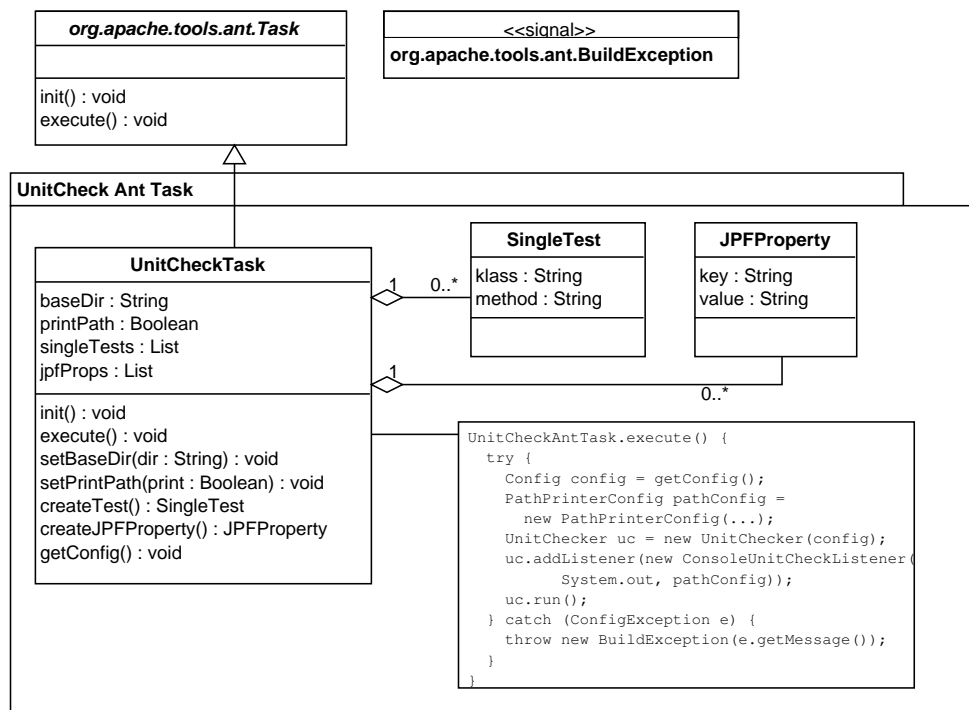 org.apache.tools.ant.Task
init() : void
execute() : void
<<signal>>
org.apache.tools.ant.BuildException
UnitCheck Ant Task
UnitCheckTask
baseDir : String
printPath : Boolean
singleTests : List
jpfProps : List
init() : void
execute() : void
setBaseDir(dir : String) : void
setPrintPath(print : Boolean) : void
createTest() : SingleTest
createJPFProperty() : JPFProperty
getConfig() : void
1
0..*
SingleTest
klass : String
method : String
JPFProperty
key : String
value : String
1
0..*
UnitCheckAntTask.execute() {
try {
Config config = getConfig();
PathPrinterConfig pathConfig =
new PathPrinterConfig(...);
UnitChecker uc = new UnitChecker(config);
uc.addListener(new ConsoleUnitCheckListener(
System.out, pathConfig));
uc.run();
} catch (ConfigException e) {
throw new BuildException(e.getMessage());
}
}